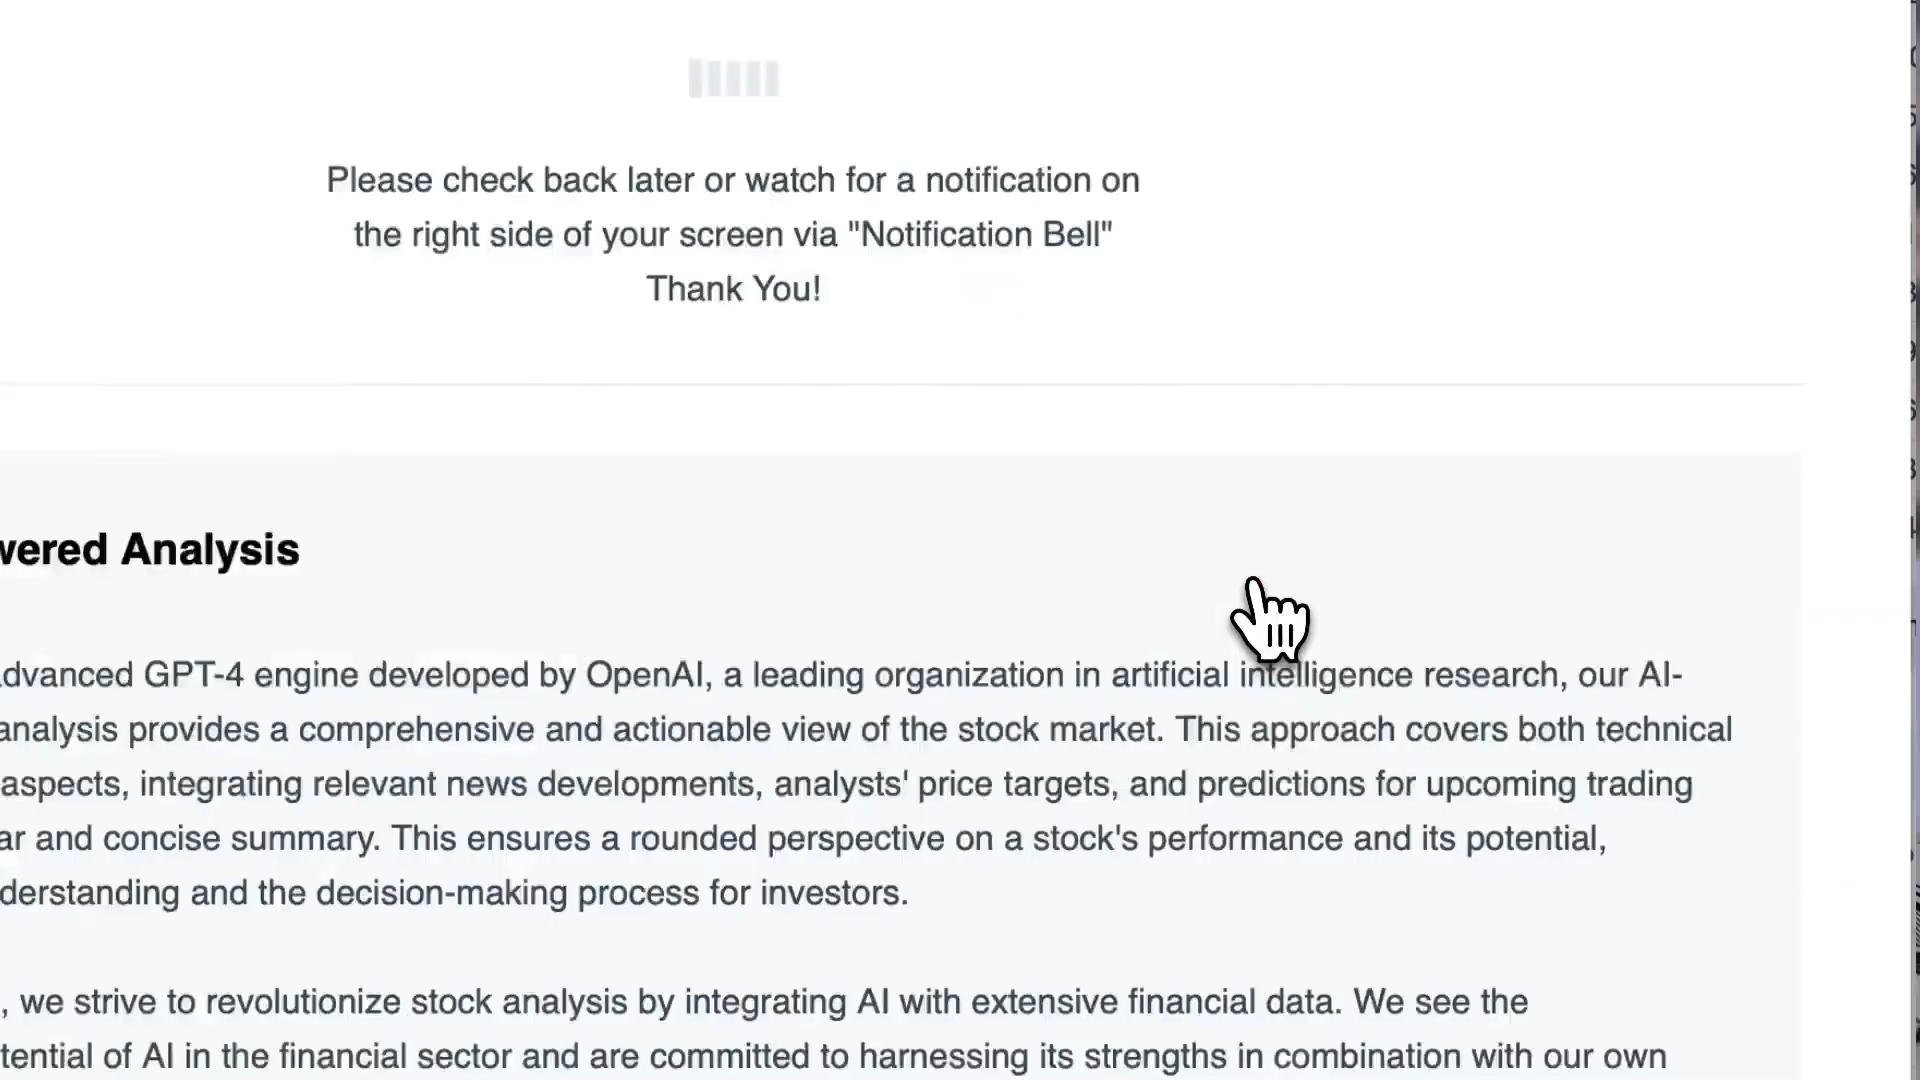 Please check back later or watch for a notification on
the right side of your screen via "Notification Bell"
Thank You!
wered Analysis
dvanced GPT-4 engine developed by OpenAI, a leading organization in artificial intelligence research, our AI-
analysis provides a comprehensive and actionable view of the stock market. This approach covers both technical
aspects, integrating relevant news developments, analysts' price targets, and predictions for upcoming trading
ar and concise summary. This ensures a rounded perspective on a stock's performance and its potential,
derstanding and the decision-making process for investors.
, we strive to revolutionize stock analysis by integrating AI with extensive financial data. We see the
tential of AI in the financial sector and are committed to harnessing its strengths in combination with our own